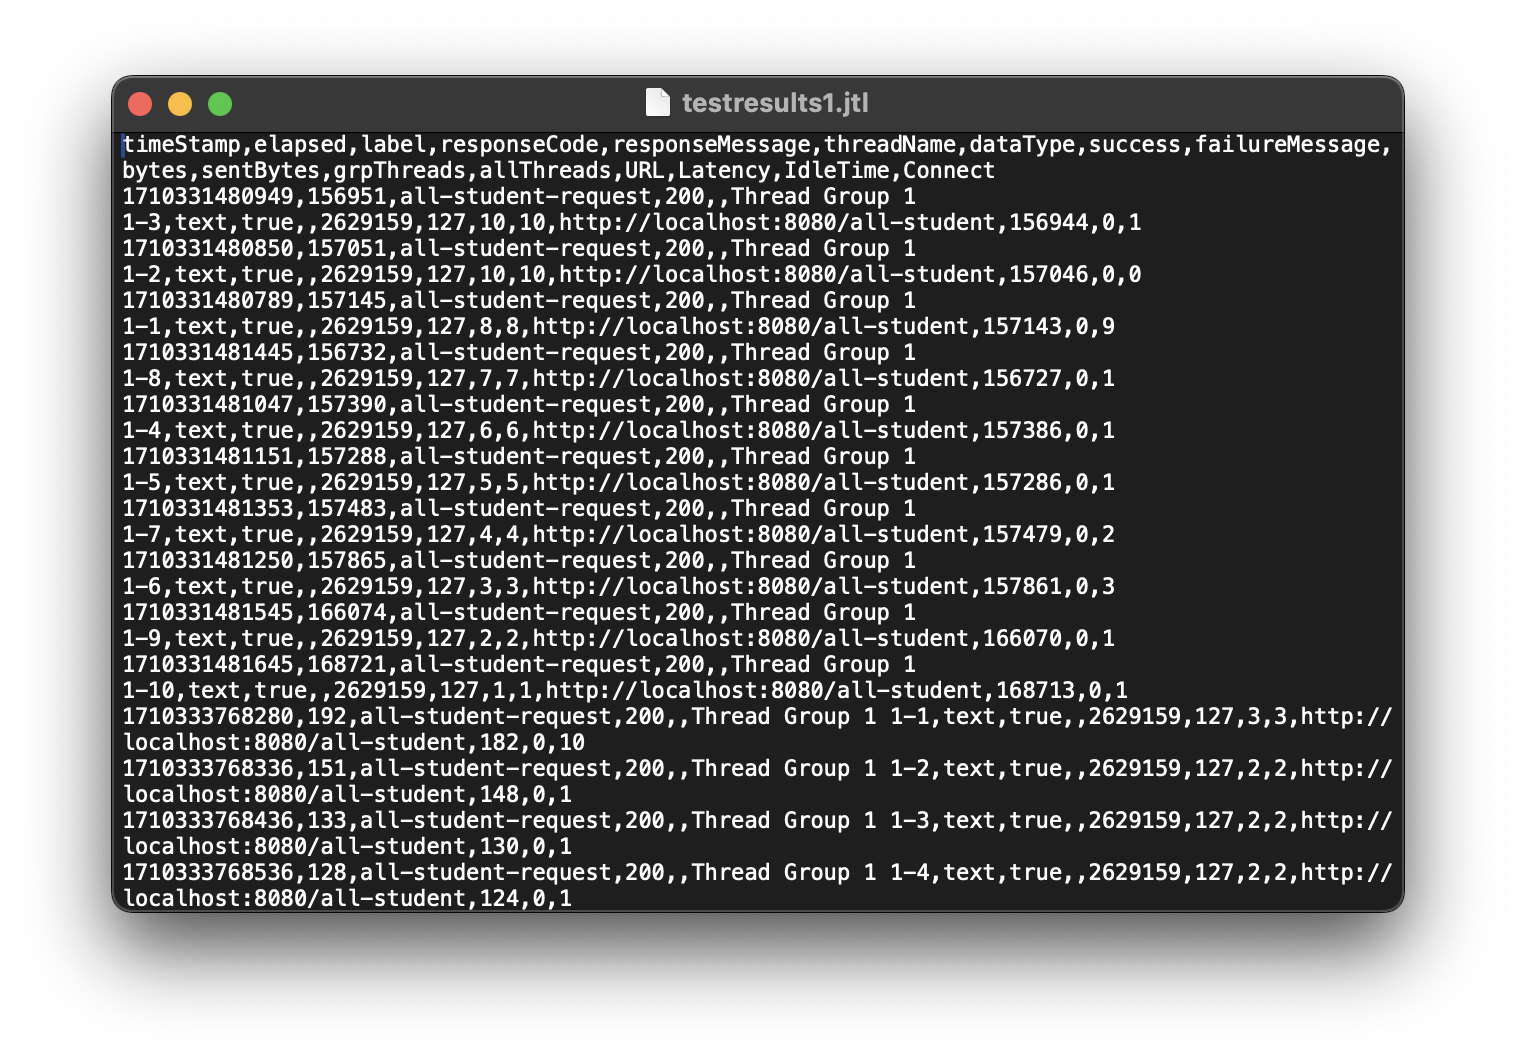 testresults1.jtl
timeStamp,elapsed,label,responseCode,responseMessage,threadName,dataType,success,failureMessage,
bytes,sentBytes,grpThreads,allThreads,URL,Latency,IdleTime,Connect
1710331480949,156951,all-student-request,200,,Thread Group 1
1-3,text,true,,2629159,127,10,10,http://localhost:8080/all-student,156944,0,1
1710331480850,157051,all-student-request,200,,Thread Group 1
1-2,text,true,,2629159,127,10,10,http://localhost:8080/all-student,157046,0,0
1710331480789,157145,all-student-request,200,,Thread Group 1
1-1,text,true,,2629159,127,8,8,http://localhost:8080/all-student,157143,0,9
1710331481445,156732,all-student-request,200,,Thread Group 1
1-8,text,true,,2629159,127,7,7,http://localhost:8080/all-student,156727,0,1
1710331481047,157390,all-student-request,200,,Thread Group 1
1-4,text,true,,2629159,127,6,6,http://localhost:8080/all-student,157386,0,1
1710331481151,157288,all-student-request,200,,Thread Group 1
1-5,text,true,,2629159,127,5,5,http://localhost:8080/all-student,157286,0,1
1710331481353,157483,all-student-request,200,,Thread Group 1
1-7,text,true,,2629159,127,4,4,http://localhost:8080/all-student,157479,0,2
1710331481250,157865,all-student-request,200,,Thread Group 1
1-6,text,true,,2629159,127,3,3,http://localhost:8080/all-student,157861,0,3
1710331481545,166074,all-student-request,200,,Thread Group 1
1-9,text,true,,2629159,127,2,2,http://localhost:8080/all-student,166070,0,1
1710331481645,168721,all-student-request,200,,Thread Group 1
1-10,text,true,,2629159,127,1,1,http://localhost:8080/all-student,168713,0,1
1710333768280,192,all-student-request,200,,Thread Group 1 1-1,text,true,,2629159,127,3,3,http://
localhost:8080/all-student,182,0,10
1710333768336,151,all-student-request,200,,Thread Group 1 1-2,text,true,,2629159,127,2,2,http://
localhost:8080/all-student,148,0,1
1710333768436,133,all-student-request,200,,Thread Group 1 1-3,text,true,,2629159,127,2,2,http://
localhost:8080/all-student,130,0,1
1710333768536,128,all-student-request,200,,Thread Group 1 1-4,text,true,,2629159,127,2,2,http://
localhost:8080/all-student,124,0,1